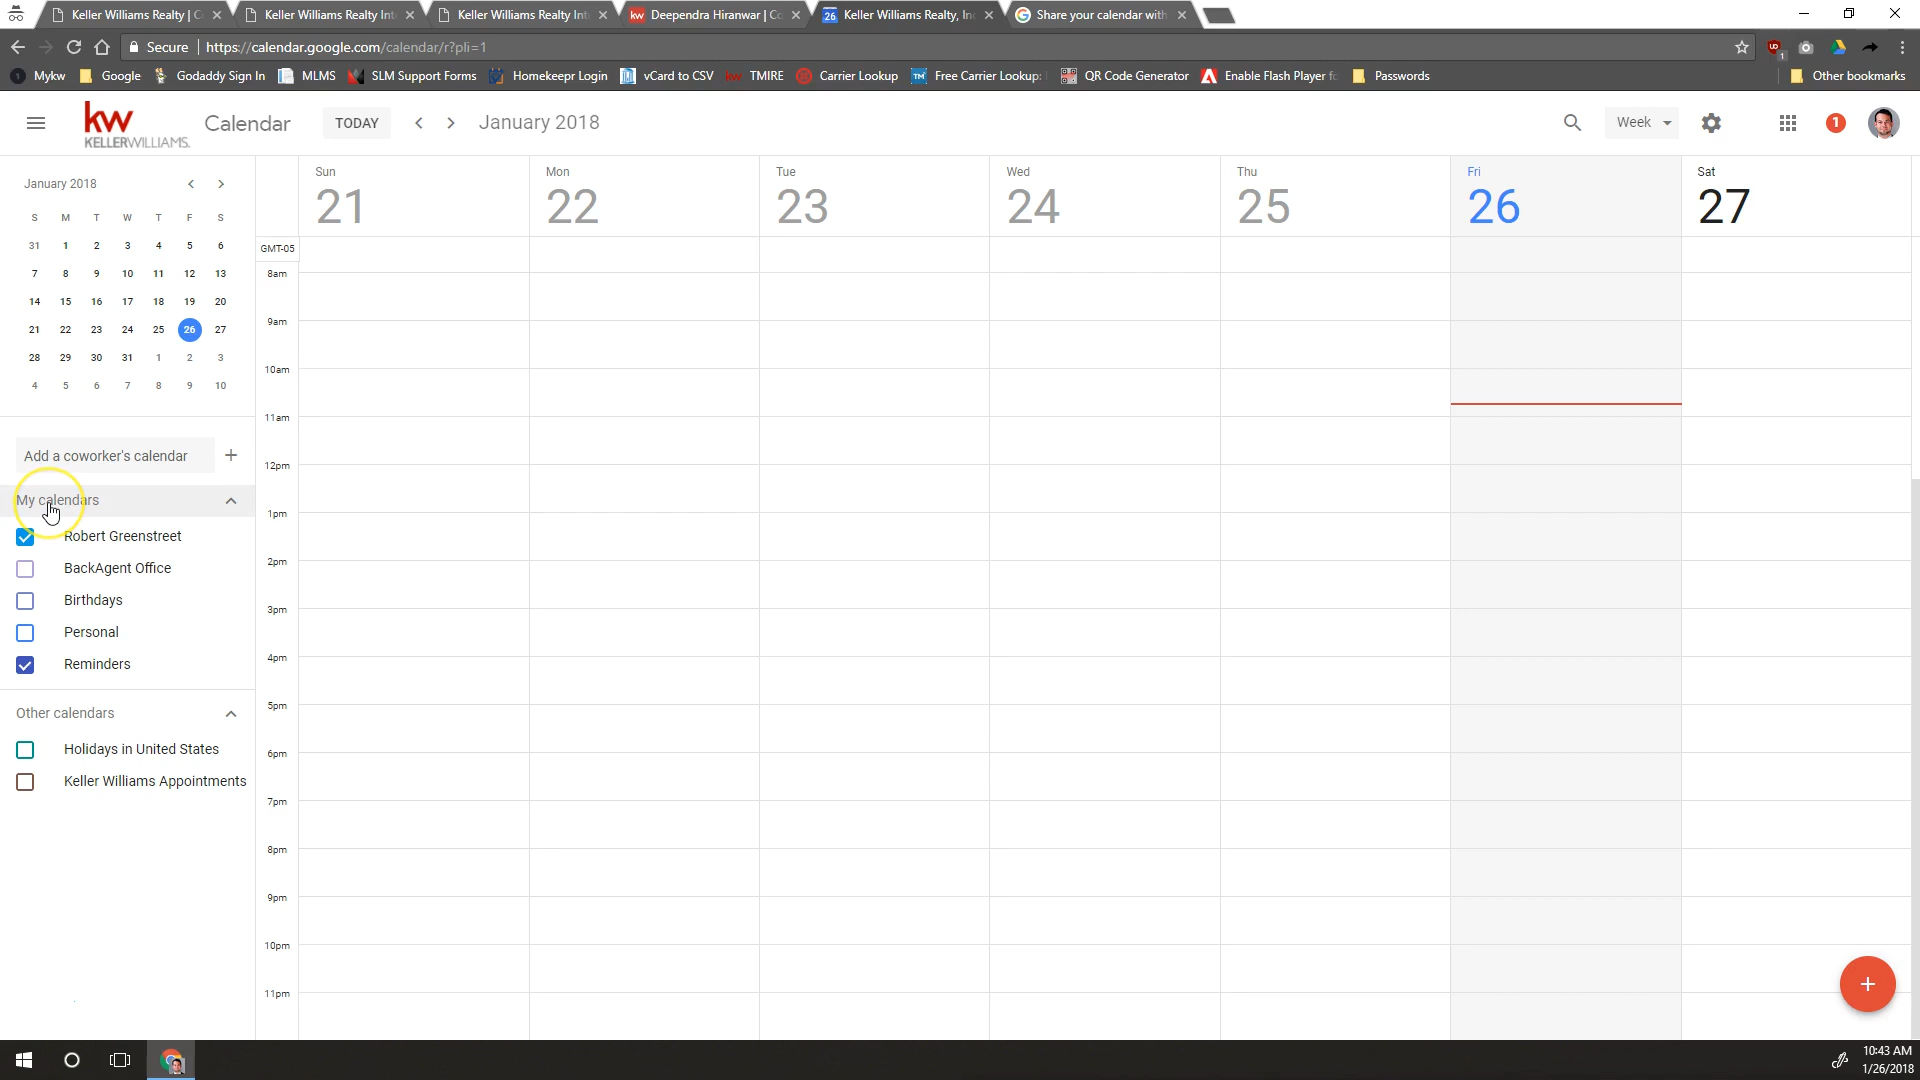 Keller Williams Realty | C
Keller Williams Realty Int
Keller Williams Realty Int
kw Deependra Hiranwar | Co
26 Keller Williams Realty, In
Share your calendar with
Secure https://calendar.google.com/calendar/r?pli=1
1
Mykw Google Godaddy Sign In MLMS SLM Support Forms Homekeepr Login vCard to CSV kw TMIRE Carrier Lookup TM Free Carrier Lookup: QR Code Generator Enable Flash Player fo Passwords Other bookmarks
kw
KELLERWILLIAMS.
Calendar TODAY January 2018 Week 1
January 2018
S M T W T F S
31 1 2 3 4 5 6
7 8 9 10 11 12 13
14 15 16 17 18 19 20
21 22 23 24 25 26 27
28 29 30 31 1 2 3
4 5 6 7 8 9 10
Add a coworker's calendar +
My calendars
Robert Greenstreet
BackAgent Office
Birthdays
Personal
Reminders
Other calendars
Holidays in United States
Keller Williams Appointments
Sun Mon Tue Wed Thu Fri Sat
21 22 23 24 25 26 27
GMT-05
8am
9am
10am
11am
12pm
1pm
2pm
3pm
4pm
5pm
6pm
7pm
8pm
9pm
10pm
11pm
+
10:43 AM
1/26/2018